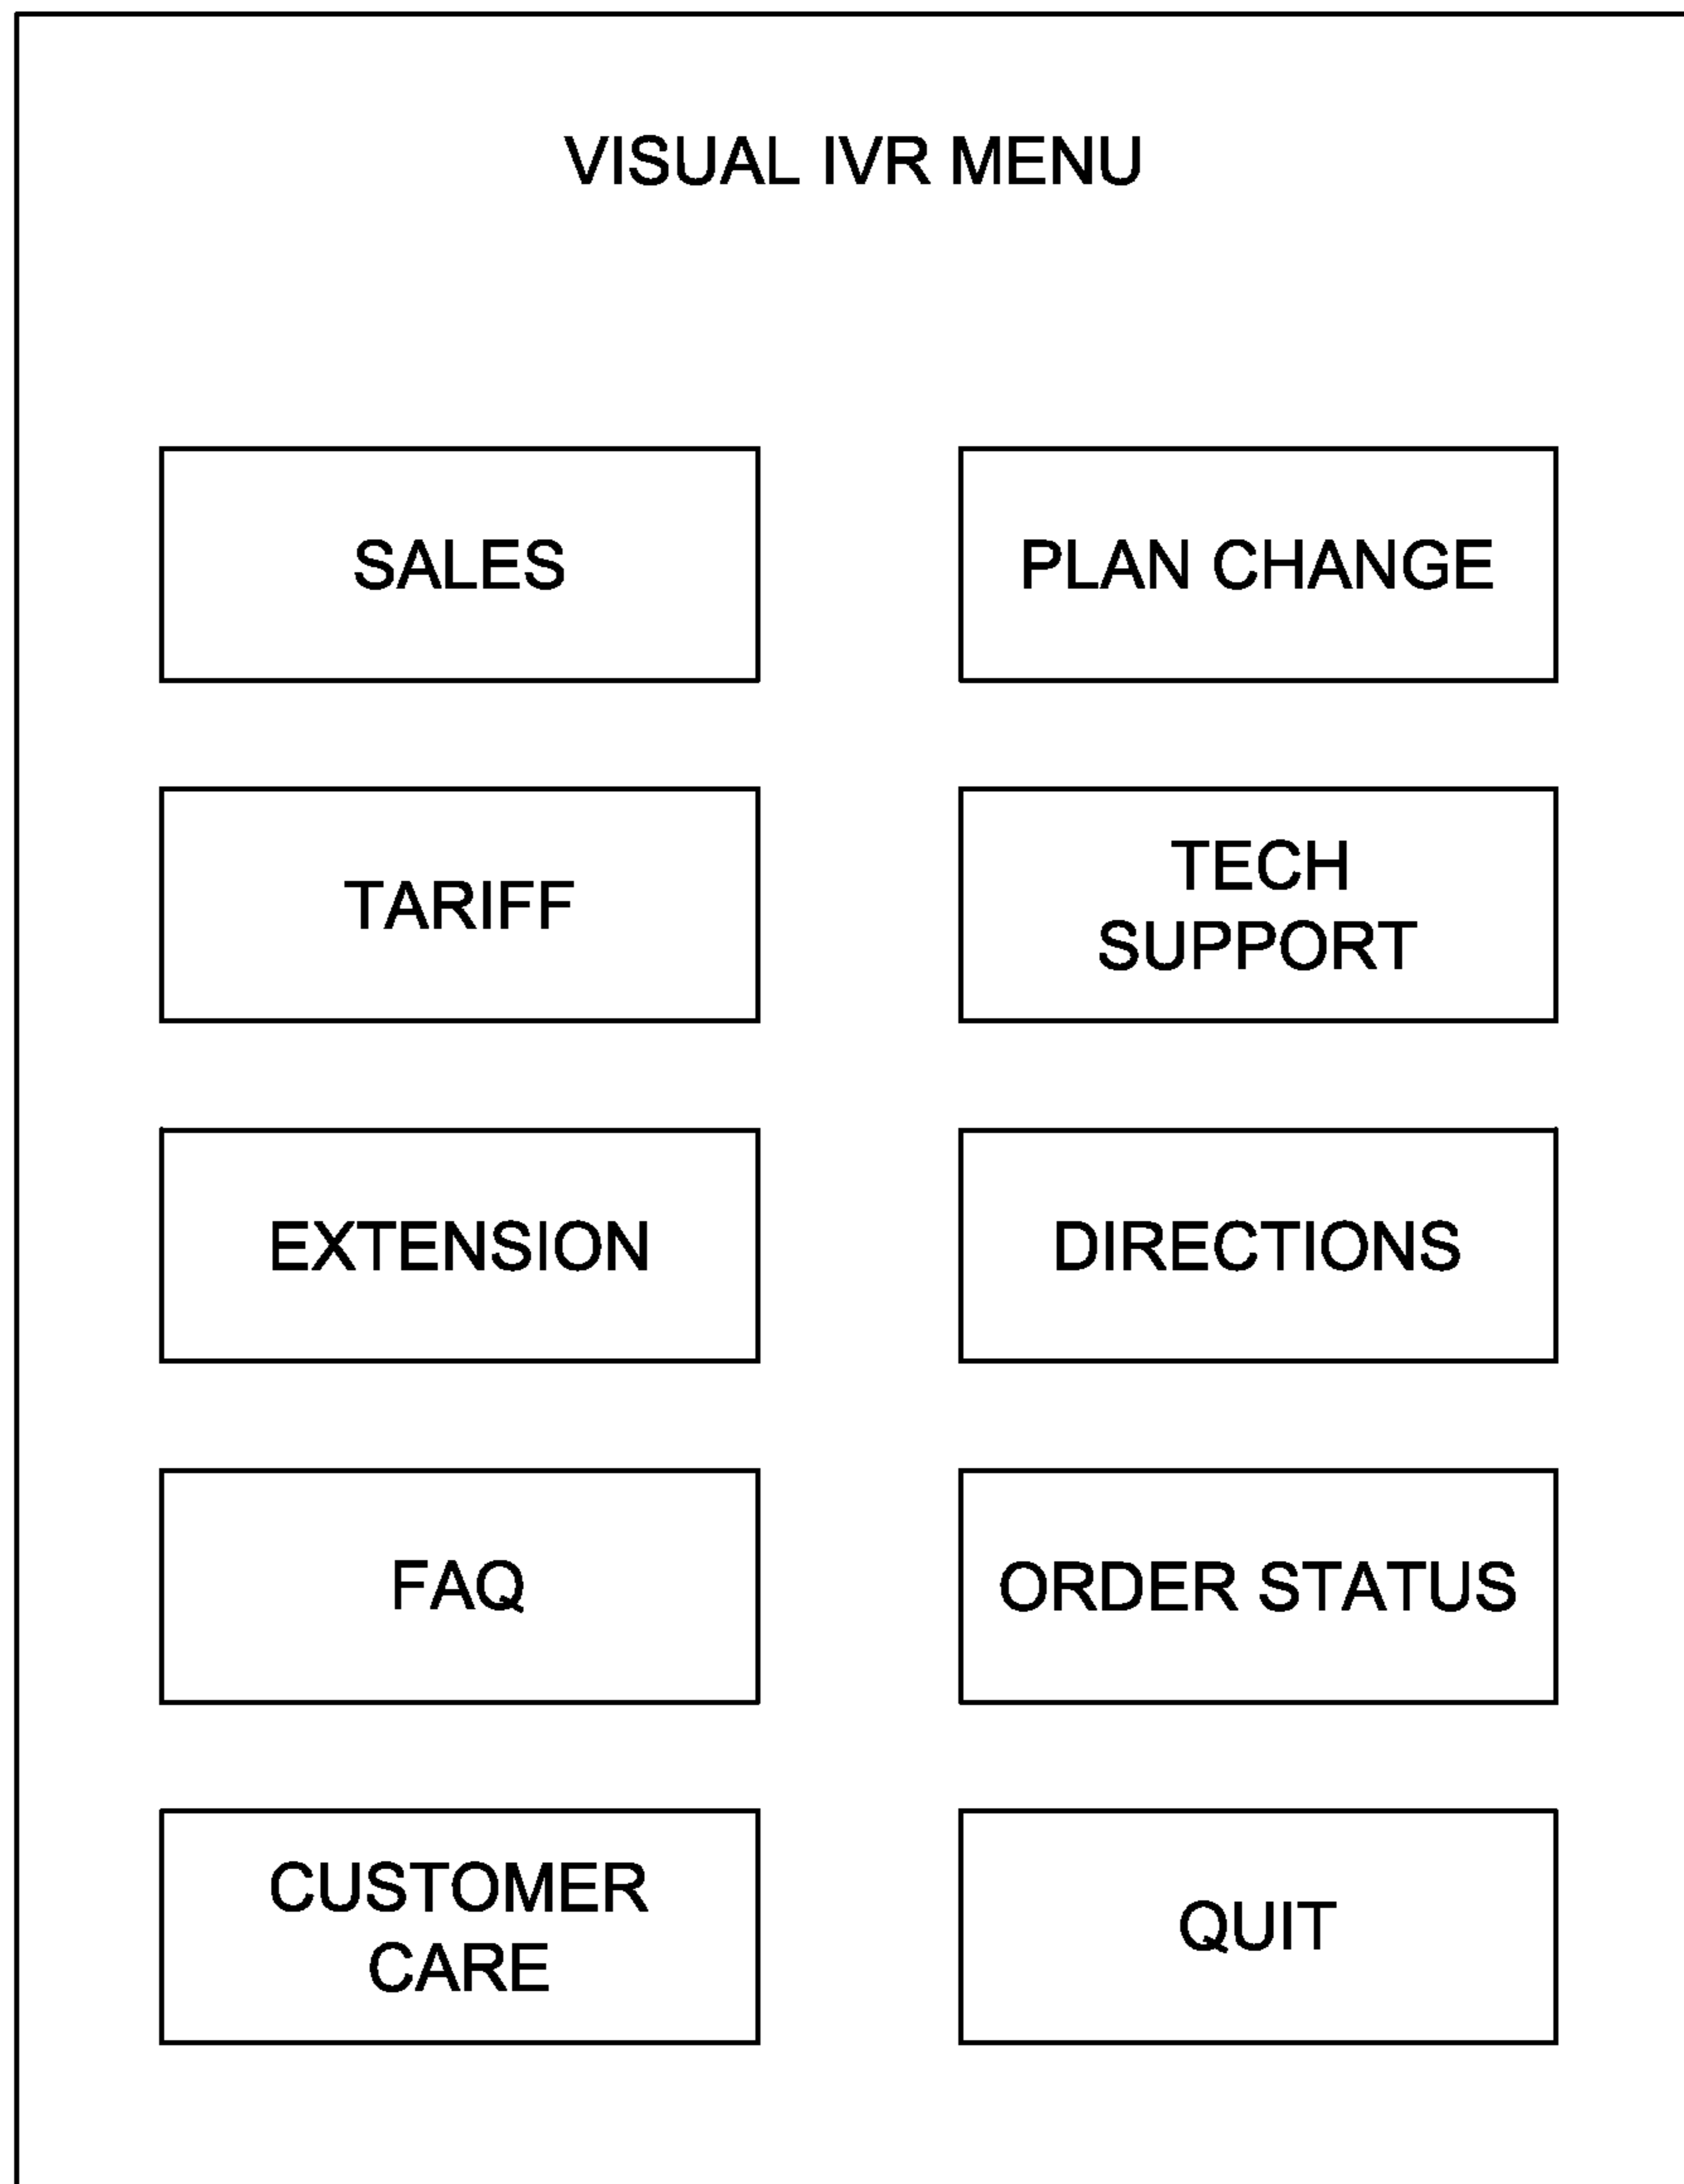 VISUAL IVR MENU
SALES
PLAN CHANGE
TARIFF
TECH
SUPPORT
EXTENSION
DIRECTIONS
FAQ
ORDER STATUS
CUSTOMER
CARE
QUIT